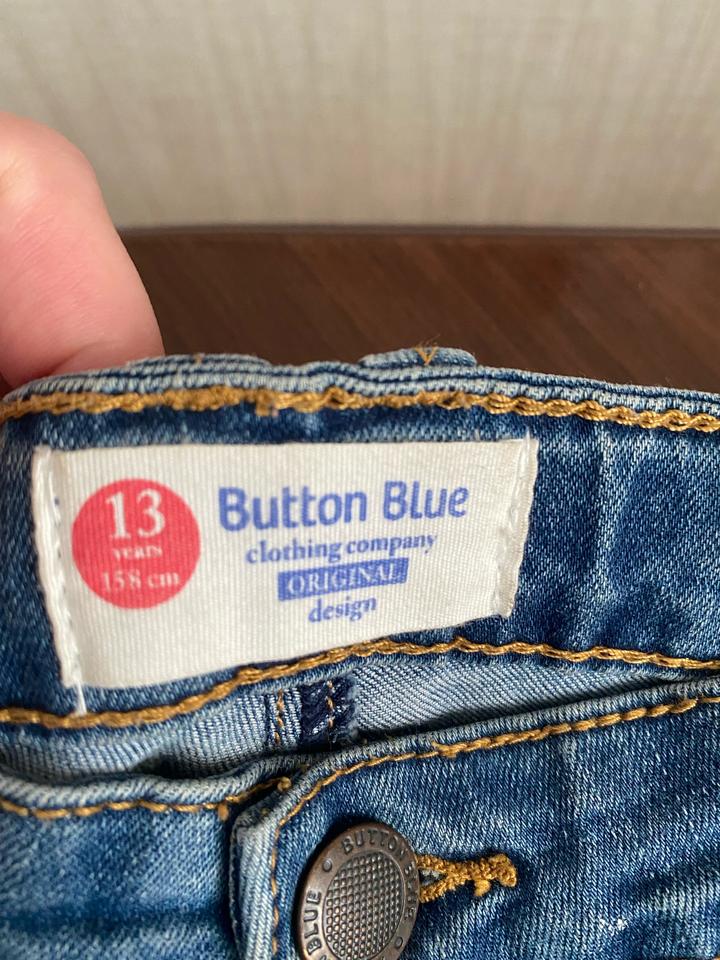 13
years
158 cm
Button Blue
clothing company
ORIGINAL
design
BUTTON
BLUE